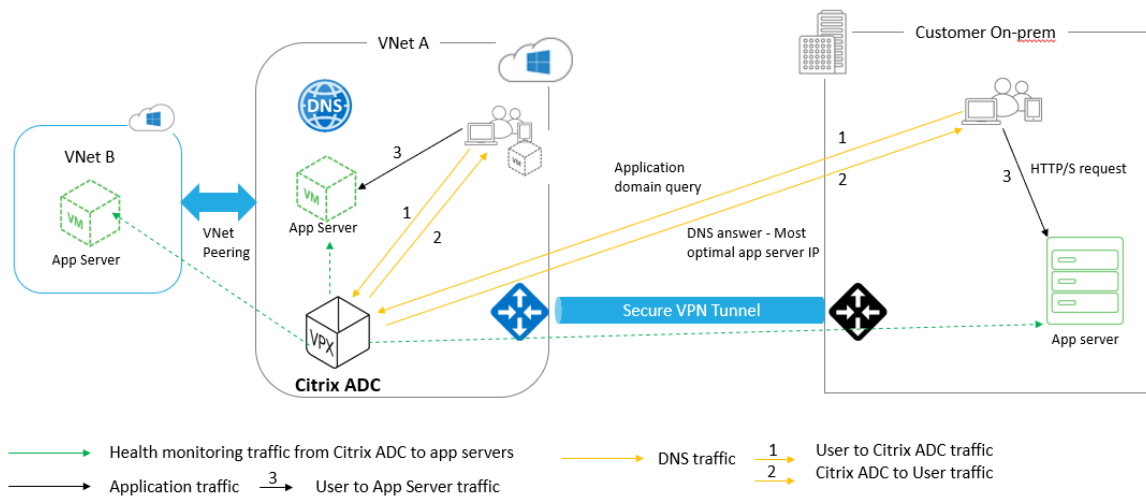 VNet A
Customer On-prem
DNS
VNet B
VM
App Server
VNet
Peering
VM
App Server
VM
3
1
2
VPX
Citrix ADC
Application
domain query
DNS answer - Most
optimal app server IP
1
2
Secure VPN Tunnel
HTTP/S request
3
App server
Health monitoring traffic from Citrix ADC to app servers
Application traffic
3
User to App Server traffic
DNS traffic
1
User to Citrix ADC traffic
2
Citrix ADC to User traffic